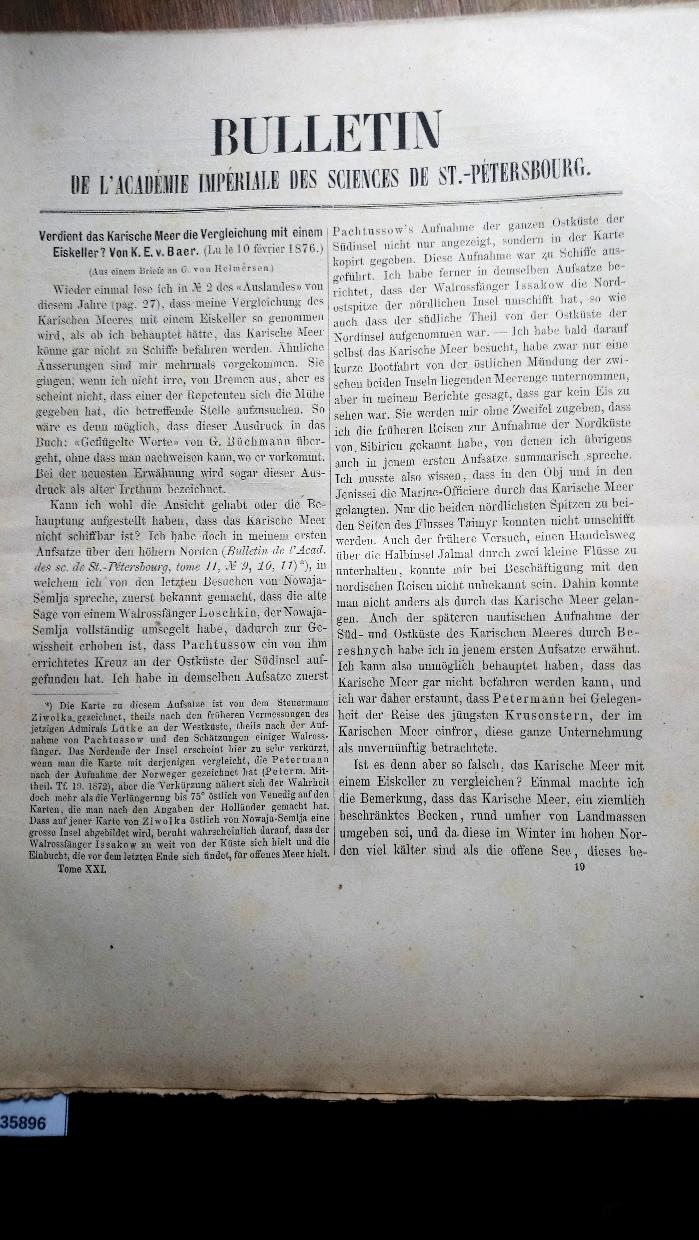 BULLETIN
DE L'ACADÉMIE IMPÉRIALE DES SCIENCES DE ST.-PÉTERSBOURG.
Verdient das Karische Meer die Vergleichung mit einem
Eiskeller? Von K. E. v. Baer. (Lu le 10 février 1876.)
(Aus einem Briefe an G. von Helmersen)
Wieder einmal lese ich in № 2 des «Auslandes» von
diesem Jahre (pag. 27), dass meine Vergleichung des
Karischen Meeres mit einem Eiskeller so genommen
wird, als ob ich behauptet hätte, das Karische Meer
könne gar nicht zu Schiffe befahren werden. Ähnliche
Äusserungen sind mir mehrmals vorgekommen. Sie
gingen, wenn ich nicht irre, von Bremen aus, aber es
scheint nicht, dass einer der Repetenten sich die Mühe
gegeben hat, die betreffende Stelle aufzusuchen. So
wäre es denn möglich, dass dieser Ausdruck in das
Buch: «Geflügelte Worte» von G. Büchmann über-
geht, ohne dass man nachweisen kann, wo er vorkommt.
Bei der neuesten Erwähnung wird sogar dieser Aus-
druck als alter Irrthum bezeichnet.
Kann ich wohl die Ansicht gehabt oder die Be-
hauptung aufgestellt haben, dass das Karische Meer
nicht schiffbar ist? Ich habe doch in meinem ersten
Aufsatze über den höhern Norden (Bulletin de l'Acad.
des sc. de St.-Pétersbourg, tome II, № 9, 10, 11)*), in
welchem ich von den letzten Besuchen von Nowaja-
Semlja spreche, zuerst bekannt gemacht, dass die alte
Sage von einem Walrossfänger Loschkin, der Nowaja-
Semlja vollständig umsegelt habe, dadurch zur Ge-
wissheit erhoben ist, dass Pachtussow ein von ihm
errichtetes Kreuz an der Ostküste der Südinsel auf-
gefunden hat. Ich habe in demselben Aufsatze zuerst
*) Die Karte zu diesem Aufsatze ist von dem Steuermann
Ziwolka gezeichnet, theils nach den früheren Vermessungen des
jetzigen Admirals Lütke an der Westküste, theils nach der Auf-
nahme von Pachtussow und den Schätzungen einiger Walross-
fänger. Das Nordende der Insel erscheint hier zu sehr verkürzt,
wenn man die Karte mit derjenigen vergleicht, die Petermann
nach der Aufnahme der Norweger gezeichnet hat (Peterm. Mit-
theil. Tf. 19. 1872), aber die Verkürzung nähert sich der Wahrheit
doch mehr als die Verlängerung bis 75° östlich von Venedig auf den
Karten, die man nach den Angaben der Holländer gemacht hat.
Dass auf jener Karte von Ziwolka östlich von Nowaja-Semlja eine
grosse Insel abgebildet wird, beruht wahrscheinlich darauf, dass der
Walrossfänger Issakow zu weit von der Küste sich hielt und die
Einbucht, die vor dem letzten Ende sich findet, für offenes Meer hielt.
Tome XXI.
Pachtussow's Aufnahme der ganzen Ostküste der
Südinsel nicht nur angezeigt, sondern in der Karte
kopirt gegeben. Diese Aufnahme war zu Schiffe aus-
geführt. Ich habe ferner in demselben Aufsatze be-
richtet, dass der Walrossfänger Issakow die Nord-
ostspitze der nördlichen Insel umschifft hat, so wie
auch dass der südliche Theil von der Ostküste der
Nordinsel aufgenommen war. — Ich habe bald darauf
selbst das Karische Meer besucht, habe zwar nur eine
kurze Bootfahrt von der östlichen Mündung der zwi-
schen beiden Inseln liegenden Meerenge unternommen,
aber in meinem Berichte gesagt, dass gar kein Eis zu
sehen war. Sie werden mir ohne Zweifel zugeben, dass
ich die früheren Reisen zur Aufnahme der Nordküste
von Sibirien gekannt habe, von denen ich übrigens
auch in jenem ersten Aufsatze summarisch spreche.
Ich musste also wissen, dass in den Obj und in den
Jenissei die Marine-Officiere durch das Karische Meer
gelangten. Nur die beiden nördlichsten Spitzen zu bei-
den Seiten des Flusses Taimyr konnten nicht umschifft
werden. Auch der frühere Versuch, einen Handelsweg
über die Halbinsel Jalmal durch zwei kleine Flüsse zu
unterhalten, konnte mir bei Beschäftigung mit den
nordischen Reisen nicht unbekannt sein. Dahin konnte
man nicht anders als durch das Karische Meer gelan-
gen. Auch der späteren nautischen Aufnahme der
Süd- und Ostküste des Karischen Meeres durch Be-
reshnych habe ich in jenem ersten Aufsatze erwähnt.
Ich kann also unmöglich behauptet haben, dass das
Karische Meer gar nicht befahren werden kann, und
ich war daher erstaunt, dass Petermann bei Gelegen-
heit der Reise des jüngsten Krusenstern, der im
Karischen Meer einfror, diese ganze Unternehmung
als unvernünftig betrachtete.
Ist es denn aber so falsch, das Karische Meer mit
einem Eiskeller zu vergleichen? Einmal machte ich
die Bemerkung, dass das Karische Meer, ein ziemlich
beschränktes Becken, rund umher von Landmassen
umgeben sei, und da diese im Winter im hohen Nor-
den viel kälter sind als die offene See, dieses be-
19
35896